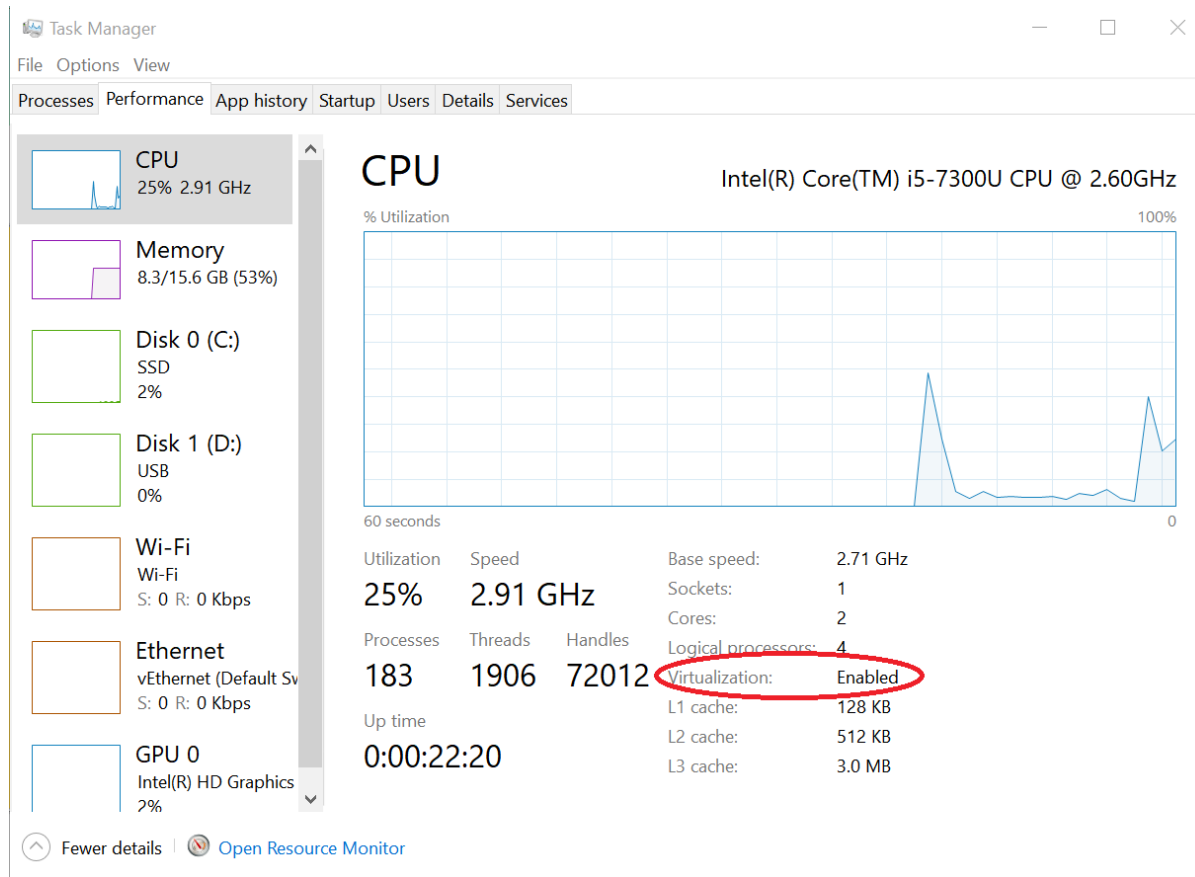 Task Manager
File Options View
Processes Performance App history Startup Users Details Services
CPU
25% 2.91 GHz
Memory
8.3/15.6 GB (53%)
Disk 0 (C:)
SSD
2%
Disk 1 (D:)
USB
0%
Wi-Fi
Wi-Fi
S: 0 R: 0 Kbps
Ethernet
vEthernet (Default Sw
S: 0 R: 0 Kbps
GPU 0
Intel(R) HD Graphics
2%
CPU
Intel(R) Core(TM) i5-7300U CPU @ 2.60GHz
% Utilization 100%
60 seconds 0
Utilization Speed
25% 2.91 GHz
Processes Threads Handles
183 1906 72012
Up time
0:00:22:20
Base speed: 2.71 GHz
Sockets: 1
Cores: 2
Logical processors: 4
Virtualization: Enabled
L1 cache: 128 KB
L2 cache: 512 KB
L3 cache: 3.0 MB
Fewer details Open Resource Monitor